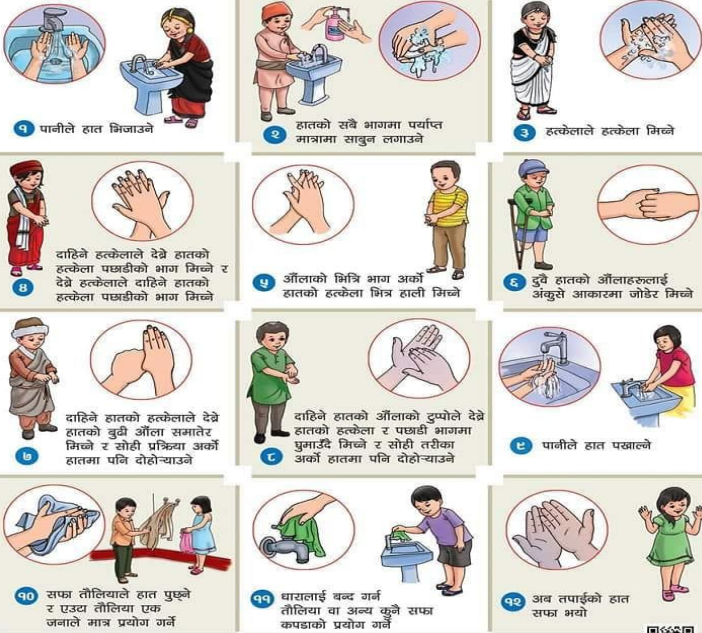 १ पानीले हात भिजाउने
२ हातको सबै भागमा पर्याप्त
मात्रामा साबुन लगाउने
३ हत्केलाले हत्केला मिच्ने
४ दाहिने हत्केलाले देब्रे हातको
हत्केला पछाडीको भाग मिच्ने र
देब्रे हत्केलाले दाहिने हातको
हत्केला पछाडीको भाग मिच्ने
५ औंलाको भित्रि भाग अर्को
हातको हत्केला भित्र हाली मिच्ने
६ दुवै हातको औंलाहरुलाई
अंकुसे आकारमा जोडेर मिच्ने
७ दाहिने हातको हत्केलाले देब्रे
हातको बुढी औंला समातेर
मिच्ने र सोही प्रक्रिया अर्को
हातमा पनि दोहोऱ्याउने
८ दाहिने हातको औंलाको टुप्पोले देब्रे
हातको हत्केला र पछाडी भागमा
घुमाउँदै मिच्ने र सोही तरीका
अर्को हातमा पनि दोहोऱ्याउने
९ पानीले हात पखाल्ने
१० सफा तौलियाले हात पुछ्ने
र एउटा तौलिया एक
जनाले मात्र प्रयोग गर्ने
११ धारालाई बन्द गर्न
तौलिया वा अन्य कुनै सफा
कपडाको प्रयोग गर्ने
१२ अब तपाईको हात
सफा भयो